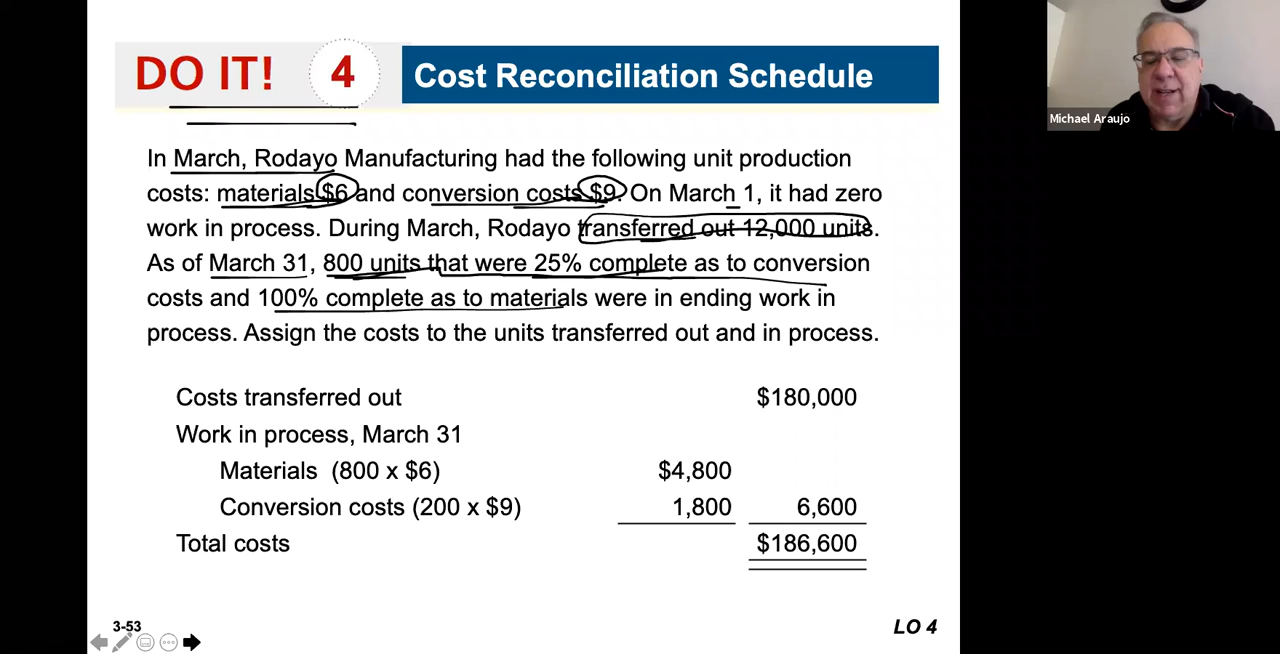 DO IT! 4 Cost Reconciliation Schedule
Michael Araujo
In March, Rodayo Manufacturing had the following unit production
costs: materials $6 and conversion costs $9. On March 1, it had zero
work in process. During March, Rodayo transferred out 12,000 units.
As of March 31, 800 units that were 25% complete as to conversion
costs and 100% complete as to materials were in ending work in
process. Assign the costs to the units transferred out and in process.
Costs transferred out $180,000
Work in process, March 31
Materials (800 x $6) $4,800
Conversion costs (200 x $9) 1,800 6,600
Total costs $186,600
3-53
LO 4